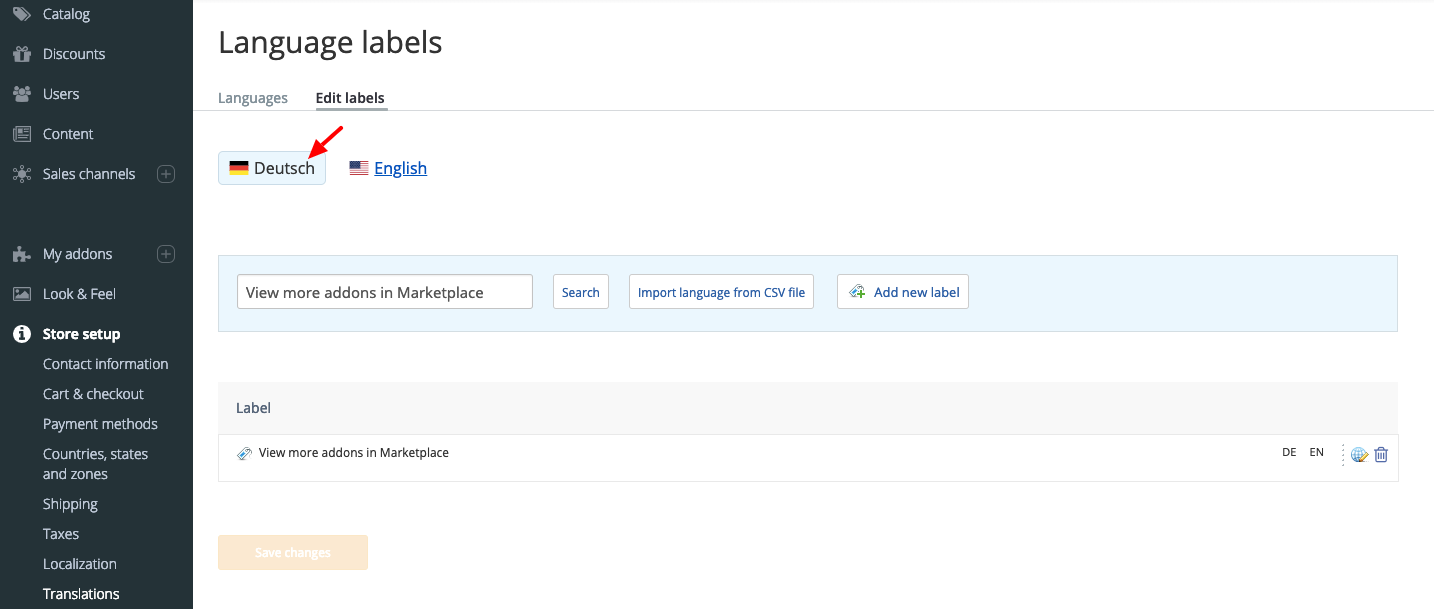 Catalog
Discounts
Users
Content
Sales channels
My addons
Look & Feel
Store setup
Contact information
Cart & checkout
Payment methods
Countries, states
and zones
Shipping
Taxes
Localization
Translations
Language labels
Languages Edit labels
Deutsch English
View more addons in Marketplace Search Import language from CSV file Add new label
Label
View more addons in Marketplace DE EN
Save changes